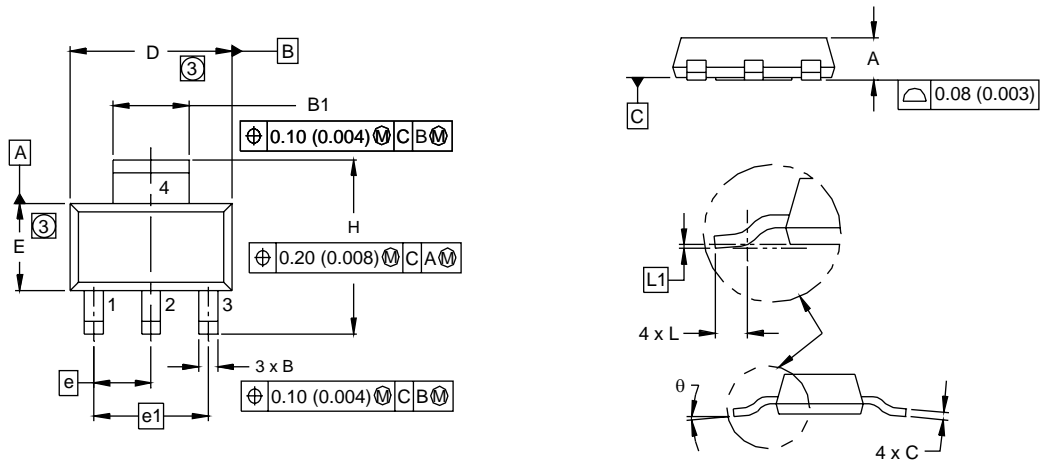 D
B
3
B1
⌖ 0.10 (0.004) Ⓜ C B Ⓜ
A
4
3
E
H
⌖ 0.20 (0.008) Ⓜ C A Ⓜ
1
2
3
3 x B
e
⌖ 0.10 (0.004) Ⓜ C B Ⓜ
e1
A
C
0.08 (0.003)
L1
4 x L
θ
4 x C